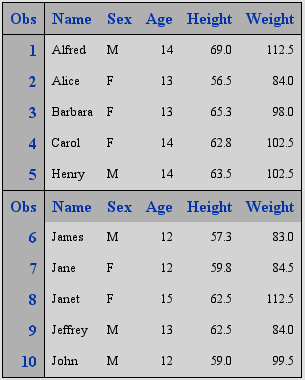 Obs Name Sex Age Height Weight
1 Alfred M 14 69.0 112.5
2 Alice F 13 56.5 84.0
3 Barbara F 13 65.3 98.0
4 Carol F 14 62.8 102.5
5 Henry M 14 63.5 102.5
Obs Name Sex Age Height Weight
6 James M 12 57.3 83.0
7 Jane F 12 59.8 84.5
8 Janet F 15 62.5 112.5
9 Jeffrey M 13 62.5 84.0
10 John M 12 59.0 99.5